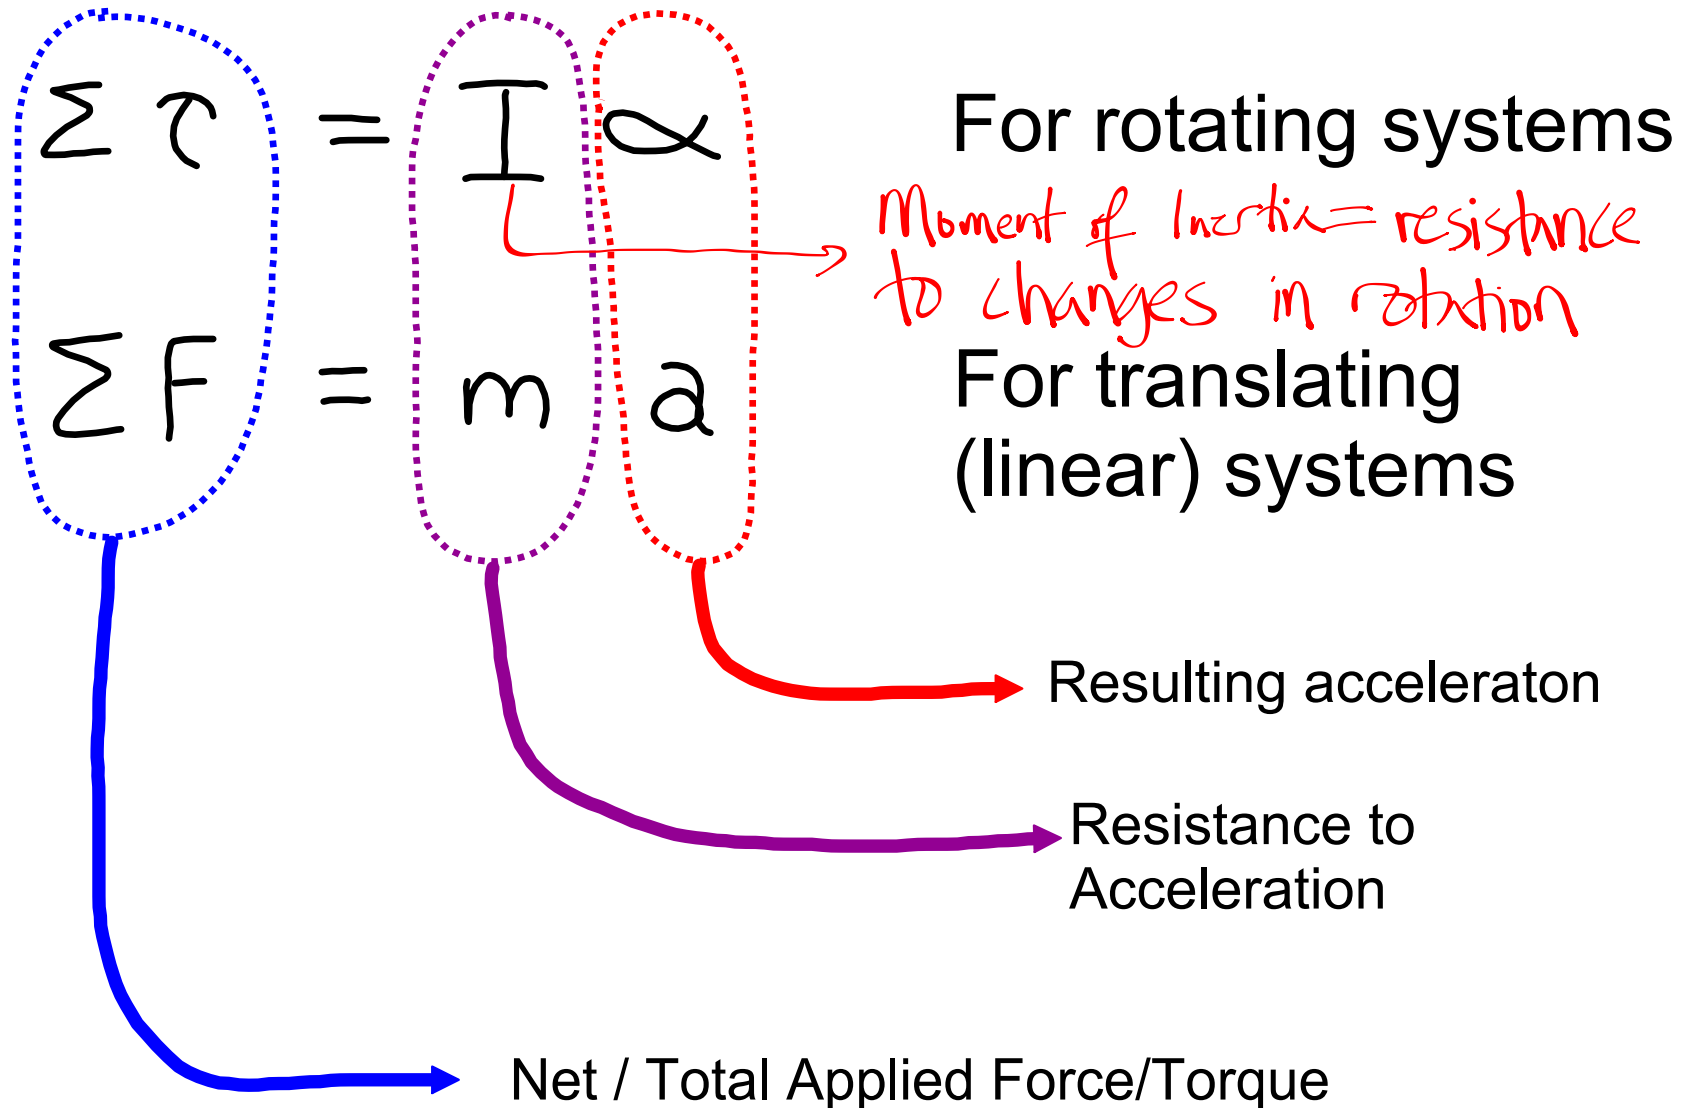 Σ τ = I α
For rotating systems
Moment of Inertia = resistance
to changes in rotation
Σ F = m a
For translating
(linear) systems
Resulting acceleraton
Resistance to
Acceleration
Net / Total Applied Force/Torque